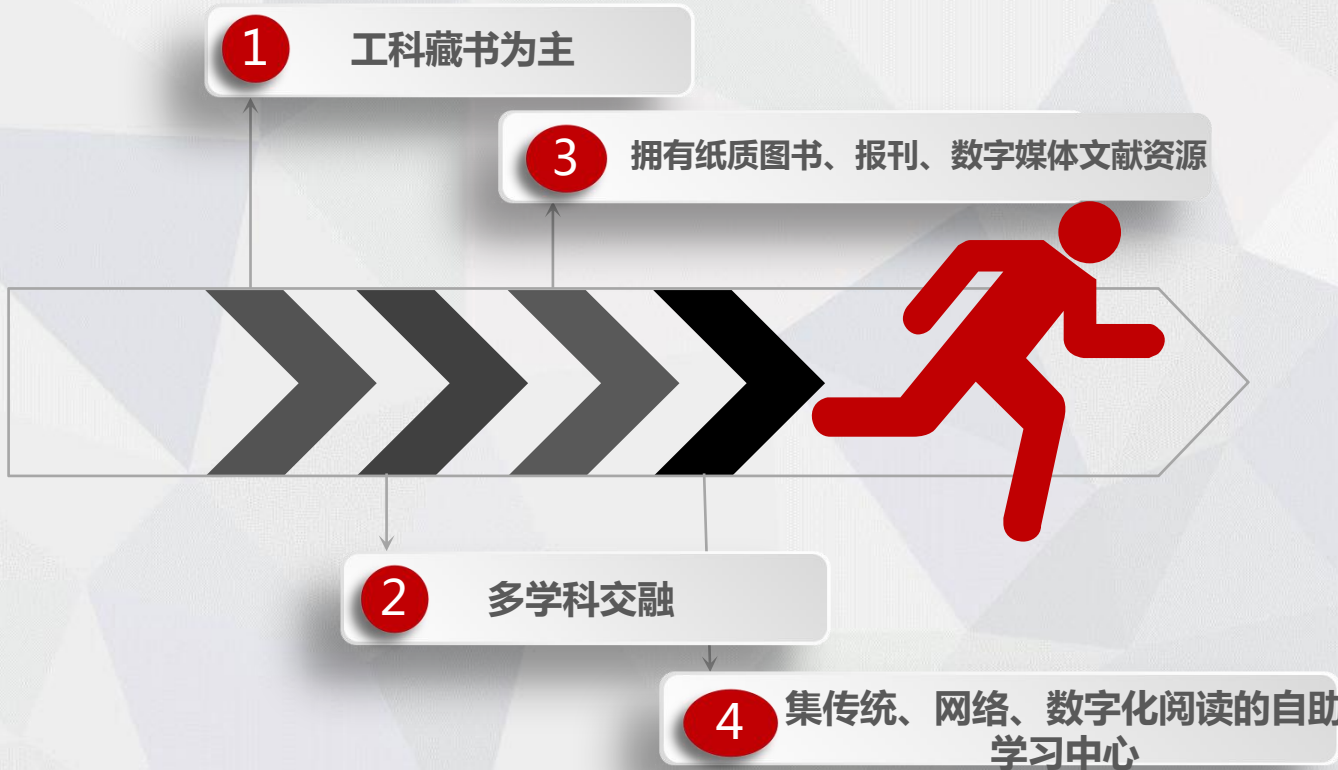 1 工科藏书为主
3 拥有纸质图书、报刊、数字媒体文献资源
2 多学科交融
4 集传统、网络、数字化阅读的自助
学习中心